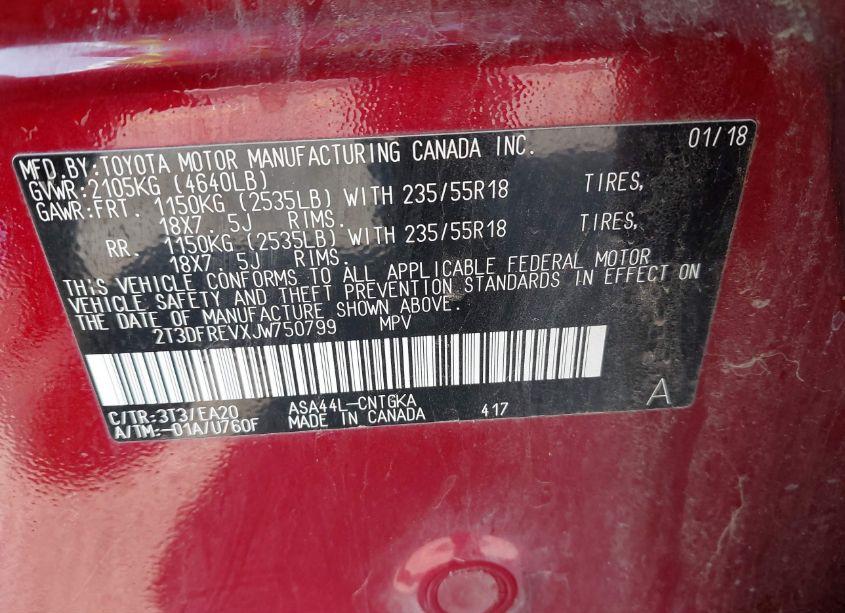 MFD.BY:TOYOTA MOTOR MANUFACTURING CANADA INC. 01/18
GVWR:2105KG (4640LB)
GAWR:FRT. 1150KG (2535LB) WITH 235/55R18 TIRES,
18X7.5J RIMS.
RR. 1150KG (2535LB) WITH 235/55R18 TIRES,
18X7.5J RIMS.
THIS VEHICLE CONFORMS TO ALL APPLICABLE FEDERAL MOTOR
VEHICLE SAFETY AND THEFT PREVENTION STANDARDS IN EFFECT ON
THE DATE OF MANUFACTURE SHOWN ABOVE.
2T3DFREVXJW750799 MPV
C/TR:3T3/EA20 ASA44L-CNTGKA
A/TM:-01A/U760F MADE IN CANADA 417 A